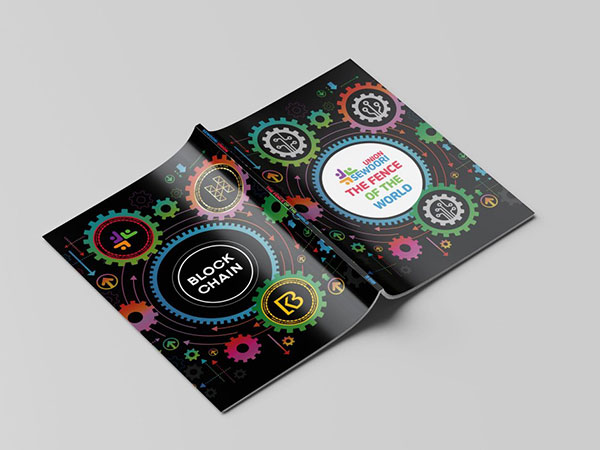 UNION
SEWOORI
THE FENCE
OF THE
WORLD
BLOCK
CHAIN